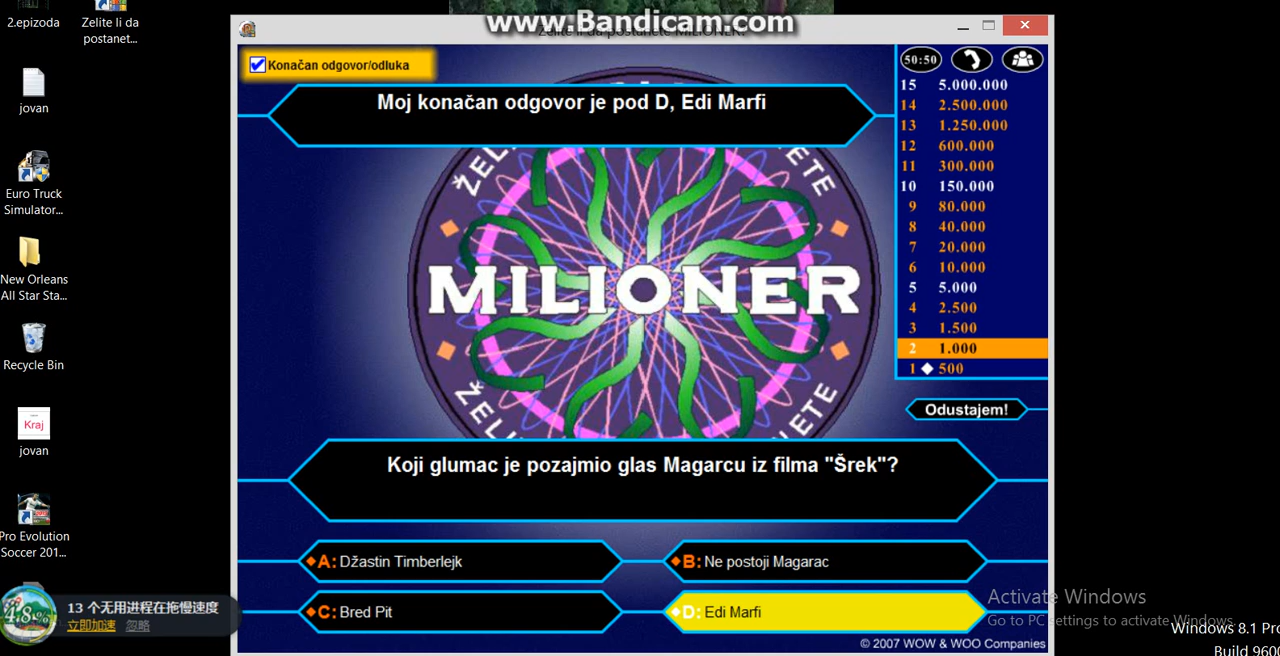 www.Bandicam.com
Želite li da postanete MILIONER?
2.epizoda
Zelite li da
postanet...
jovan
Euro Truck
Simulator...
New Orleans
All Star Sta...
Recycle Bin
Kraj
jovan
Pro Evolution
Soccer 201...
4.8%
13 个无用进程在拖慢速度
立即加速 忽略
Konačan odgovor/odluka
Moj konačan odgovor je pod D, Edi Marfi
MILIONER
50:50
15 5.000.000
14 2.500.000
13 1.250.000
12 600.000
11 300.000
10 150.000
9 80.000
8 40.000
7 20.000
6 10.000
5 5.000
4 2.500
3 1.500
2 1.000
1 500
Odustajem!
Koji glumac je pozajmio glas Magarcu iz filma "Šrek"?
A: Džastin Timberlejk
B: Ne postoji Magarac
C: Bred Pit
D: Edi Marfi
© 2007 WOW & WOO Companies
Activate Windows
Go to PC settings to activate Windows.
Windows 8.1 Pro
Build 9600